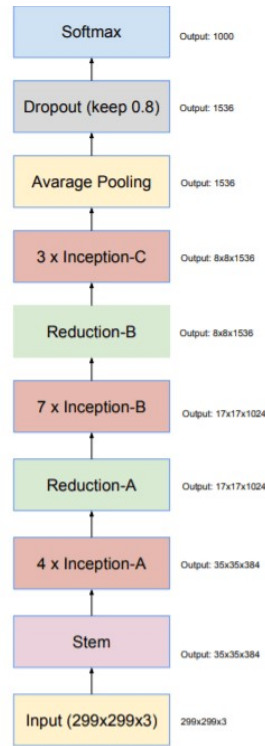 Softmax
Output: 1000
Dropout (keep 0.8)
Output: 1536
Avarage Pooling
Output: 1536
3 x Inception-C
Output: 8x8x1536
Reduction-B
Output: 8x8x1536
7 x Inception-B
Output: 17x17x1024
Reduction-A
Output: 17x17x1024
4 x Inception-A
Output: 35x35x384
Stem
Output: 35x35x384
Input (299x299x3)
299x299x3